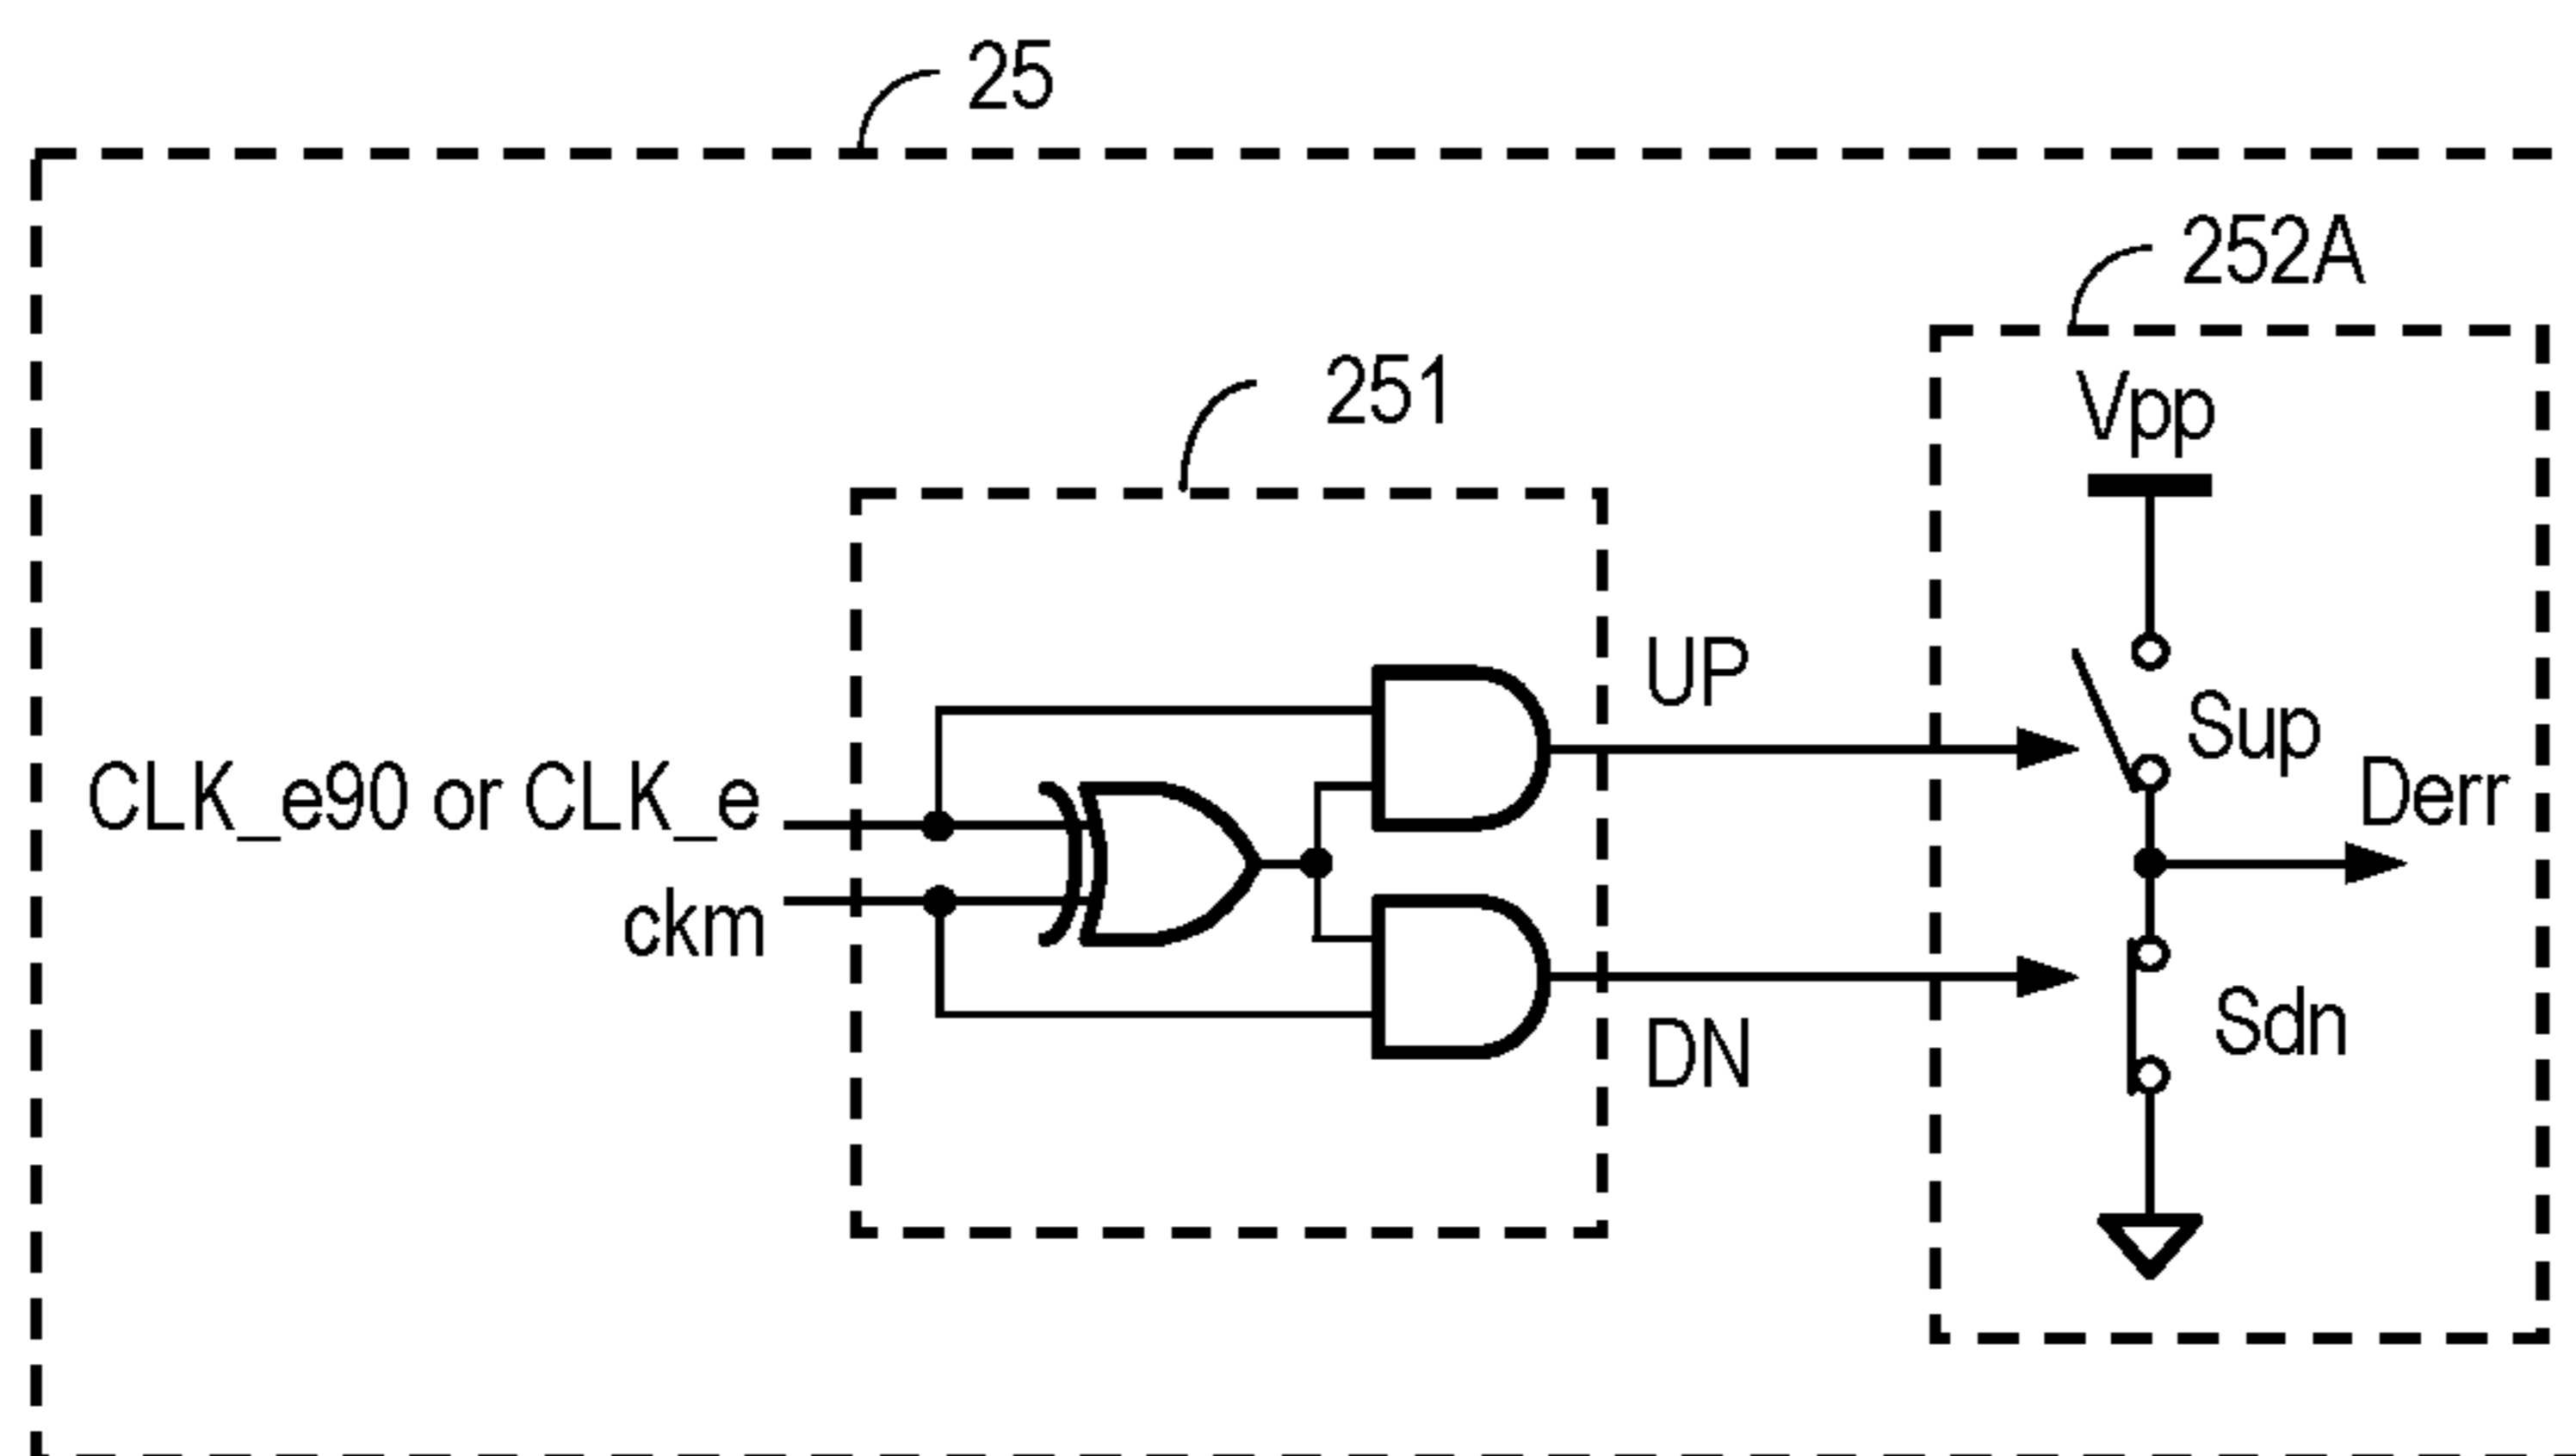 25
252A
Vpp
251
UP
Sup
CLK_e90 or CLK_e
Derr
ckm
Sdn
DN